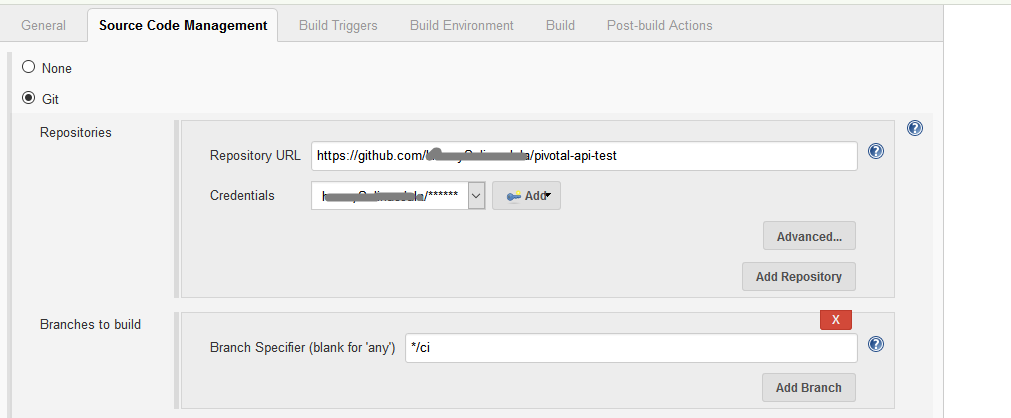 General Source Code Management Build Triggers Build Environment Build Post-build Actions
None
Git
Repositories
Repository URL https://github.com/ /pivotal-api-test
Credentials /****** Add
Advanced...
Add Repository
Branches to build
X
Branch Specifier (blank for 'any') */ci
Add Branch